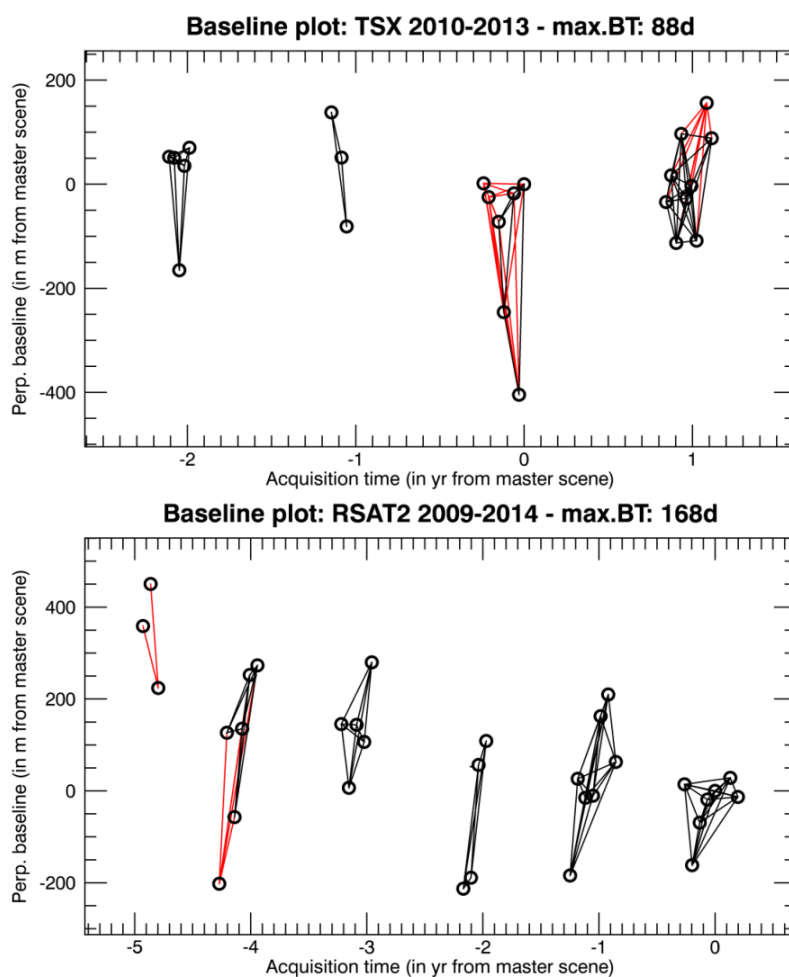 Baseline plot: TSX 2010-2013 - max.BT: 88d
Perp. baseline (in m from master scene)
200
0
-200
-400
-2 -1 0 1
Acquisition time (in yr from master scene)
Baseline plot: RSAT2 2009-2014 - max.BT: 168d
Perp. baseline (in m from master scene)
400
200
0
-200
-5 -4 -3 -2 -1 0
Acquisition time (in yr from master scene)